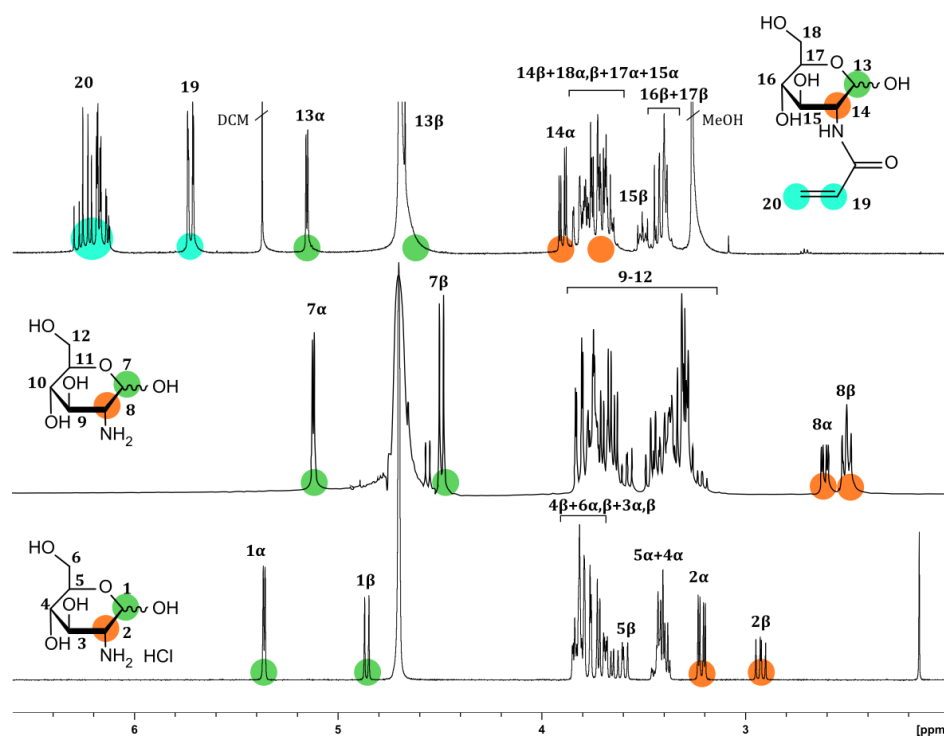 20
19
DCM
13α
13β
14β+18α,β+17α+15α
14α
15β
16β+17β
MeOH
HO
18
17
O
13
16
OH
OH
OH
15
14
HN
O
20
19
7α
7β
9-12
8α
8β
HO
12
11
O
7
10
OH
OH
OH
9
8
NH2
1α
1β
4β+6α,β+3α,β
5β
5α+4α
2α
2β
HO
6
5
O
1
4
OH
OH
OH
3
2
NH2 HCl
6 5 4 3 [ppm]